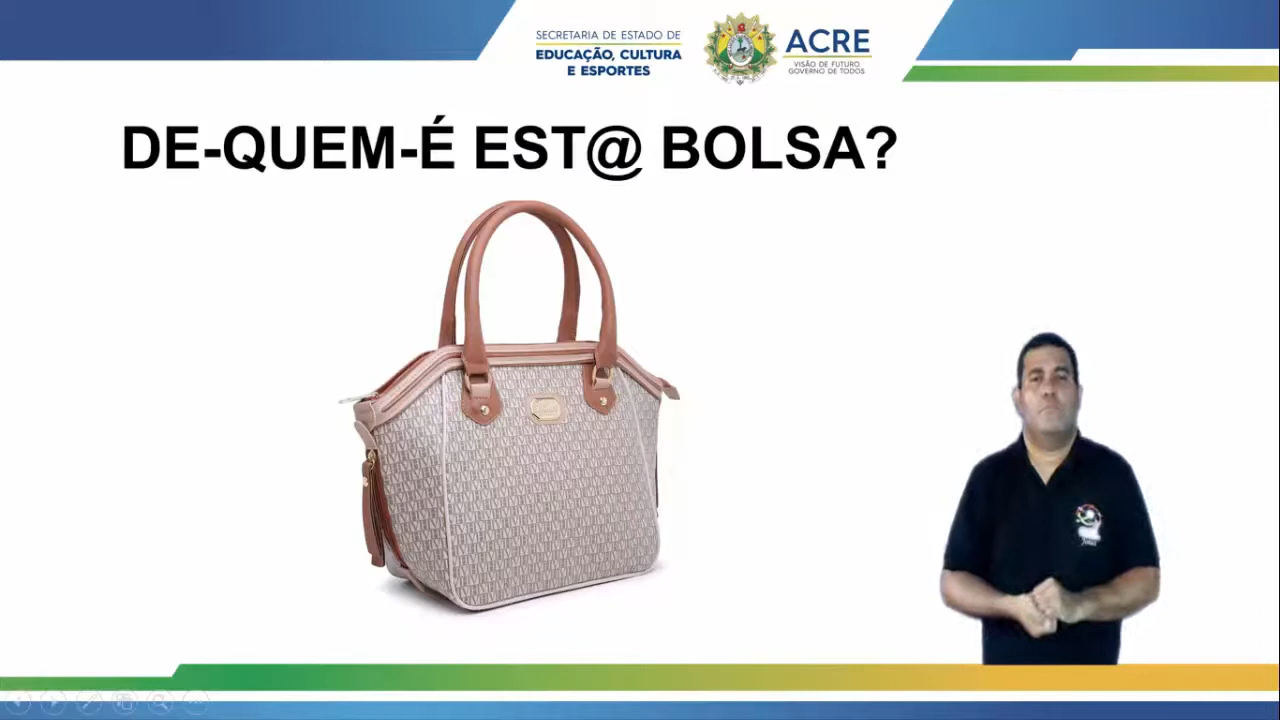 SECRETARIA DE ESTADO DE
EDUCAÇÃO, CULTURA
E ESPORTES
ACRE
VISÃO DE FUTURO
GOVERNO DE TODOS
DE-QUEM-É EST@ BOLSA?